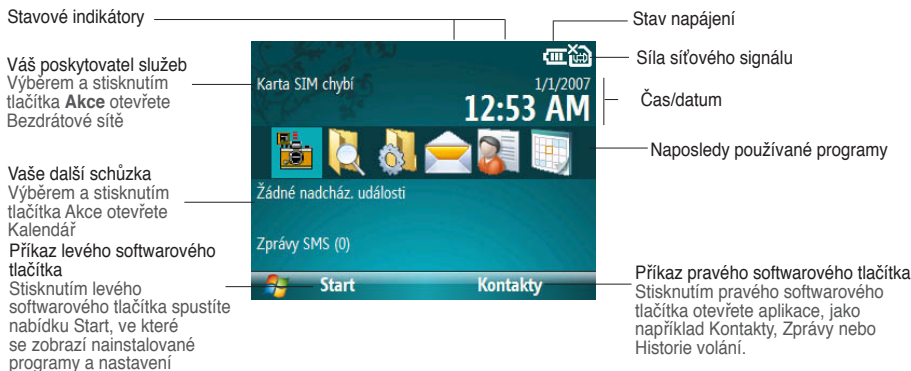 Stavové indikátory
Váš poskytovatel služeb
Výběrem a stisknutím
tlačítka Akce otevřete
Bezdrátové sítě
Vaše další schůzka
Výběrem a stisknutím
tlačítka Akce otevřete
Kalendář
Příkaz levého softwarového
tlačítka
Stisknutím levého
softwarového tlačítka spustíte
nabídku Start, ve které
se zobrazí nainstalované
programy a nastavení
Karta SIM chybí
1/1/2007
12:53 AM
Žádné nadcház. události
Zprávy SMS (0)
Start
Kontakty
Stav napájení
Síla síťového signálu
Čas/datum
Naposledy používané programy
Příkaz pravého softwarového tlačítka
Stisknutím pravého softwarového
tlačítka otevřete aplikace, jako
například Kontakty, Zprávy nebo
Historie volání.